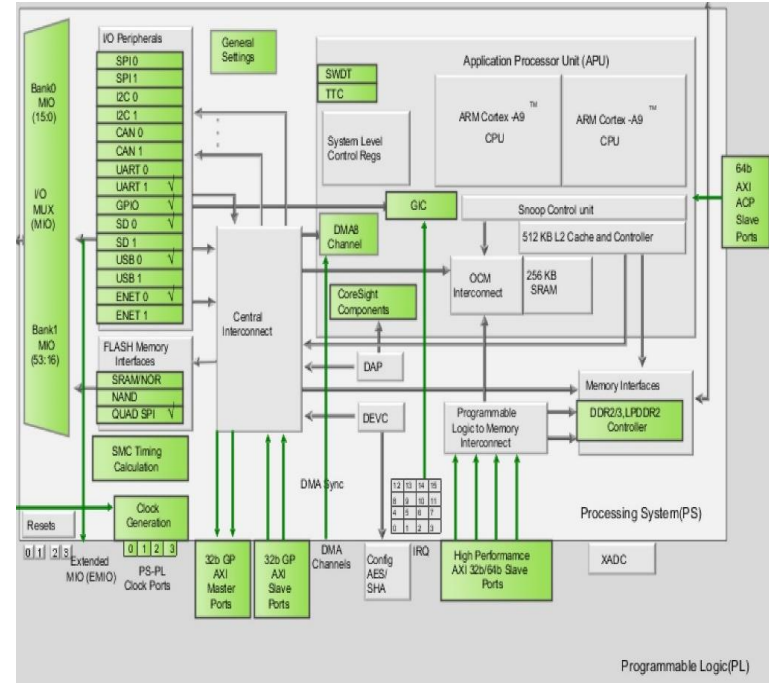 I/O Peripherals
SPI 0
SPI 1
I2C 0
I2C 1
CAN 0
CAN 1
UART 0
UART 1 √
GPIO √
SD 0 √
SD 1
USB 0 √
USB 1
ENET 0 √
ENET 1
Bank0
MIO
(15:0)
I/O
MUX
(MIO)
Bank1
MIO
(53:16)
FLASH Memory
Interfaces
SRAM/NOR
NAND
QUAD SPI √
SMC Timing
Calculation
General
Settings
Application Processor Unit (APU)
SWDT
TTC
System Level
Control Regs
ARM Cortex -A9 ™
CPU
ARM Cortex -A9 ™
CPU
GIC
Snoop Control unit
512 KB L2 Cache and Controller
DMA8
Channel
OCM
Interconnect
256 KB
SRAM
CoreSight
Components
Central
Interconnect
DAP
DEVC
Programmable
Logic to Memory
Interconnect
Memory Interfaces
DDR2/3,LPDDR2
Controller
64b
AXI
ACP
Slave
Ports
DMA Sync
12 13 14 15
8 9 10 11
4 5 6 7
0 1 2 3
Processing System(PS)
Resets
Clock
Generation
0 1 2 3
Extended
MIO (EMIO)
0 1 2 3
PS-PL
Clock Ports
32b GP
AXI
Master
Ports
32b GP
AXI
Slave
Ports
DMA
Channels
Config
AES/
SHA
IRQ
High Performamce
AXI 32b/64b Slave
Ports
XADC
Programmable Logic(PL)